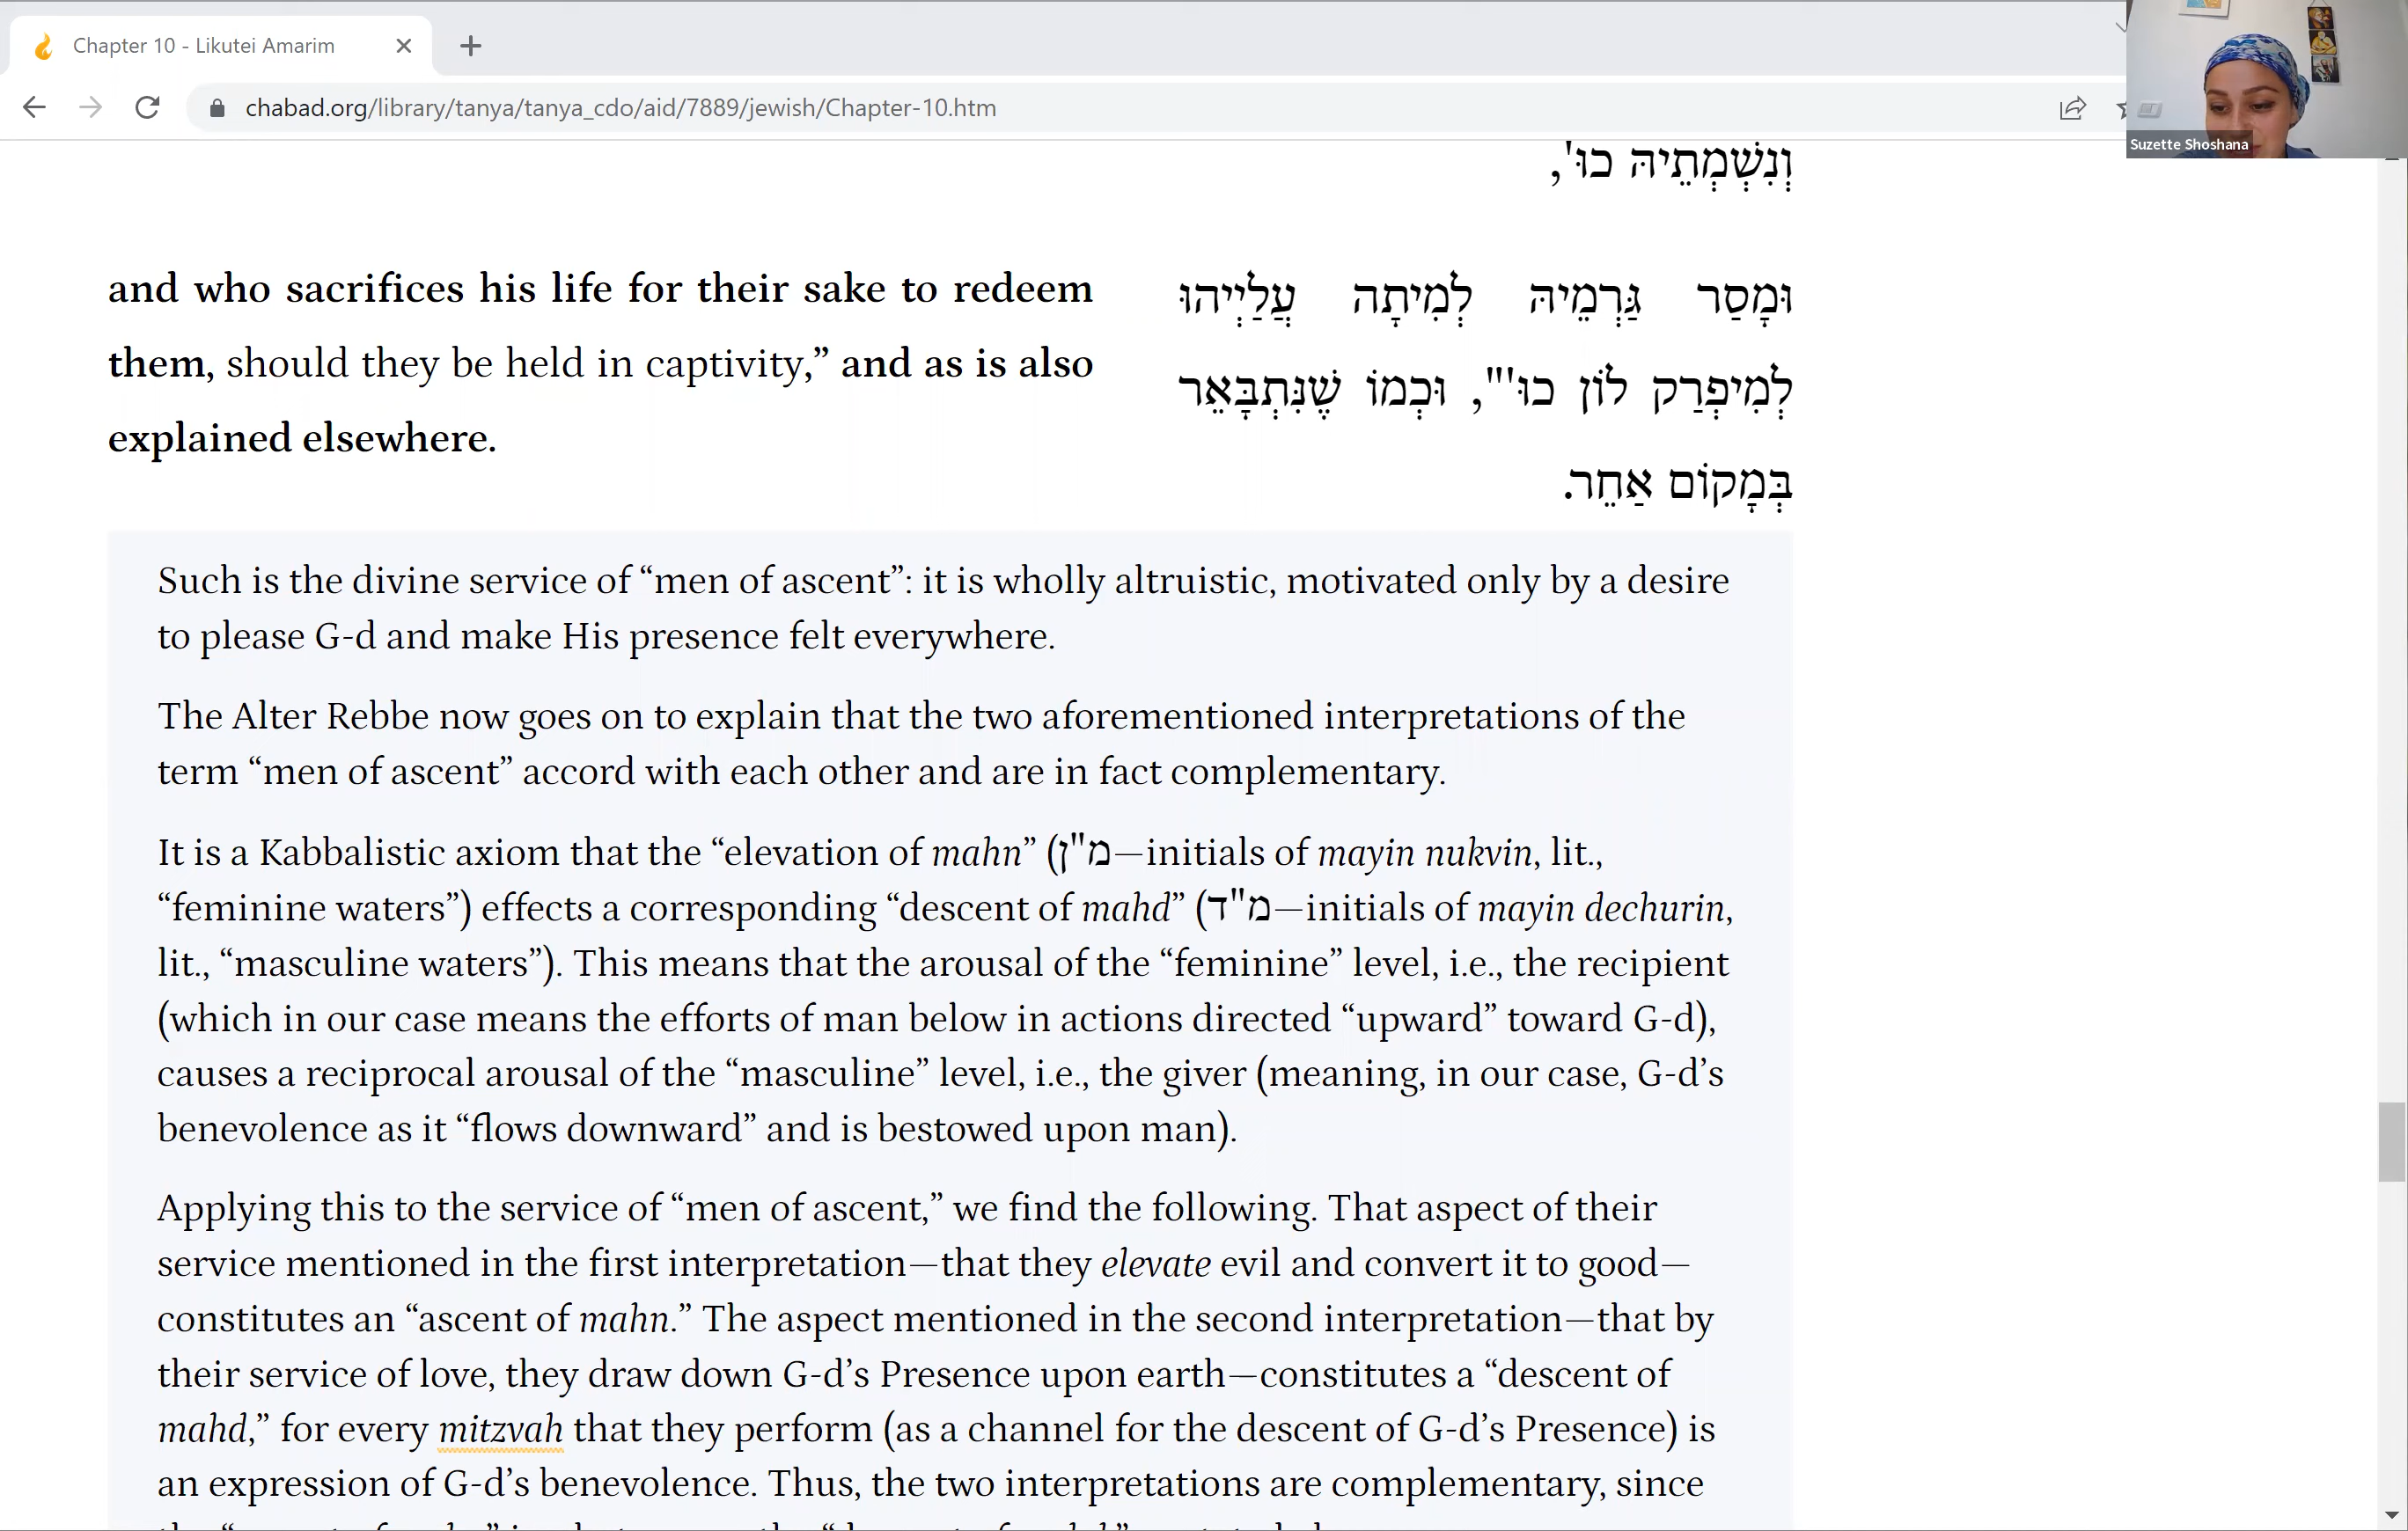 Chapter 10 - Likutei Amarim
chabad.org/library/tanya/tanya_cdo/aid/7889/jewish/Chapter-10.htm
Suzette Shoshana
וְנִשְׁמְתֵיהּ כוּ',
and who sacrifices his life for their sake to redeem
them, should they be held in captivity,” and as is also
explained elsewhere.
וּמָסַר גַּרְמֵיהּ לְמִיתָה עֲלַיְיהוּ
לְמִיפְרַק לוֹן כוּ'", וּכְמוֹ שֶׁנִּתְבָּאֵר
בְּמָקוֹם אַחֵר.
Such is the divine service of “men of ascent”: it is wholly altruistic, motivated only by a desire
to please G-d and make His presence felt everywhere.
The Alter Rebbe now goes on to explain that the two aforementioned interpretations of the
term “men of ascent” accord with each other and are in fact complementary.
It is a Kabbalistic axiom that the “elevation of mahn” (מ"ן—initials of mayin nukvin, lit.,
“feminine waters”) effects a corresponding “descent of mahd” (מ"ד—initials of mayin dechurin,
lit., “masculine waters”). This means that the arousal of the “feminine” level, i.e., the recipient
(which in our case means the efforts of man below in actions directed “upward” toward G-d),
causes a reciprocal arousal of the “masculine” level, i.e., the giver (meaning, in our case, G-d’s
benevolence as it “flows downward” and is bestowed upon man).
Applying this to the service of “men of ascent,” we find the following. That aspect of their
service mentioned in the first interpretation—that they elevate evil and convert it to good—
constitutes an “ascent of mahn.” The aspect mentioned in the second interpretation—that by
their service of love, they draw down G-d’s Presence upon earth—constitutes a “descent of
mahd,” for every mitzvah that they perform (as a channel for the descent of G-d’s Presence) is
an expression of G-d’s benevolence. Thus, the two interpretations are complementary, since